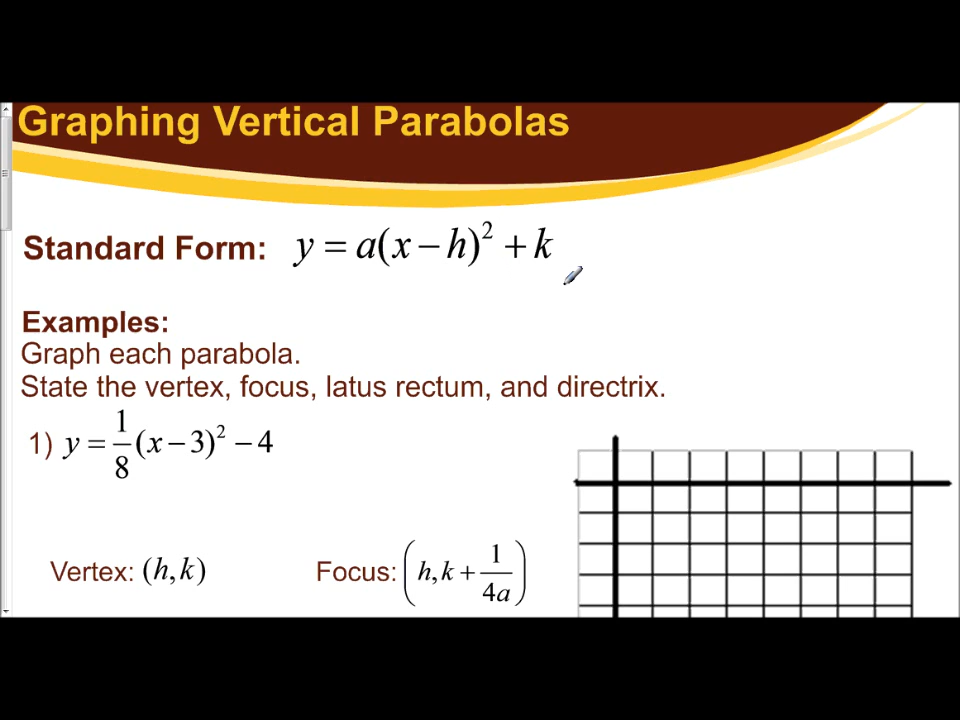 Graphing Vertical Parabolas
Standard Form: y = a(x − h)² + k
Examples:
Graph each parabola.
State the vertex, focus, latus rectum, and directrix.
1) y = 1/8 (x − 3)² − 4
Vertex: (h, k) Focus: (h, k + 1/4a)